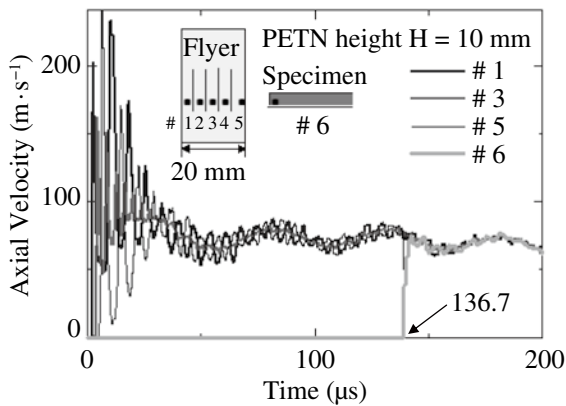 PETN height H = 10 mm
Flyer
Specimen
# 1 2 3 4 5
# 6
20 mm
# 1
# 3
# 5
# 6
Axial Velocity (m·s⁻¹)
200
100
0
136.7
0
100
200
Time (μs)